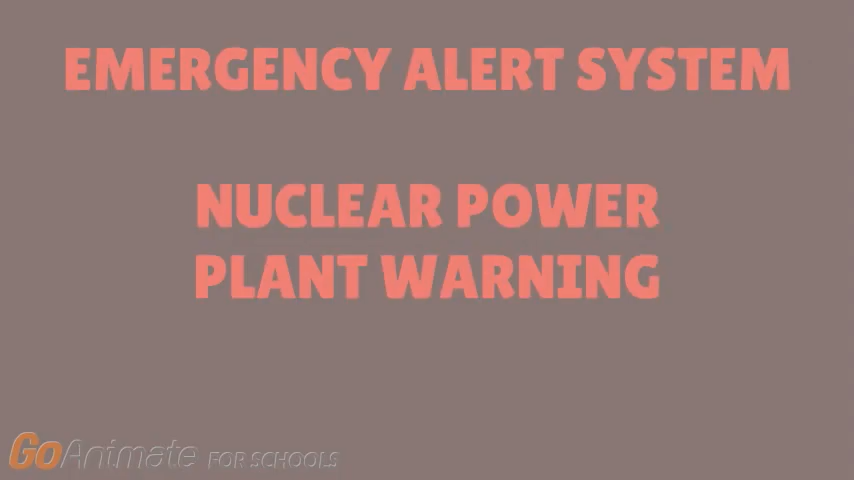 EMERGENCY ALERT SYSTEM
NUCLEAR POWER
PLANT WARNING
GoAnimate FOR SCHOOLS